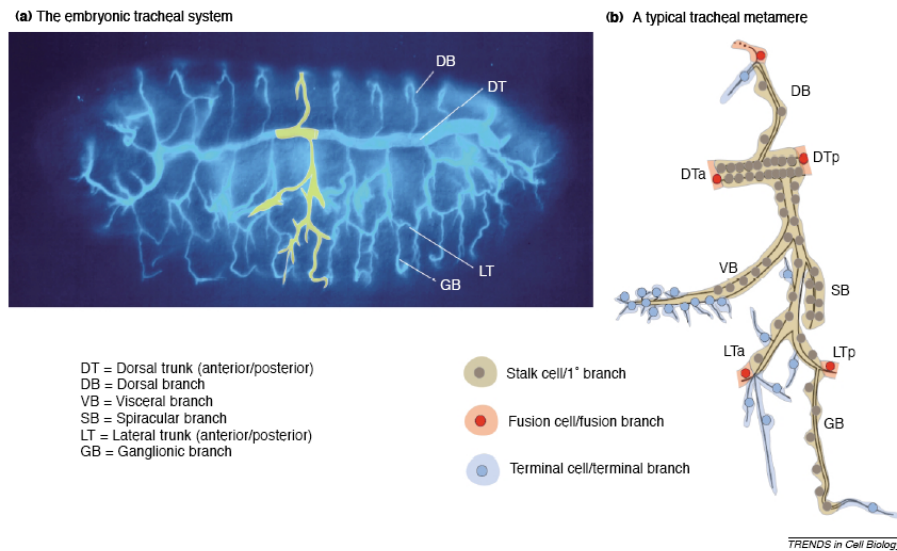 (a) The embryonic tracheal system
DB
DT
LT
GB
DT = Dorsal trunk (anterior/posterior)
DB = Dorsal branch
VB = Visceral branch
SB = Spiracular branch
LT = Lateral trunk (anterior/posterior)
GB = Ganglionic branch
Stalk cell/1° branch
Fusion cell/fusion branch
Terminal cell/terminal branch
(b) A typical tracheal metamere
DB
DTp
DTa
VB
SB
LTa
LTp
GB
TRENDS in Cell Biology